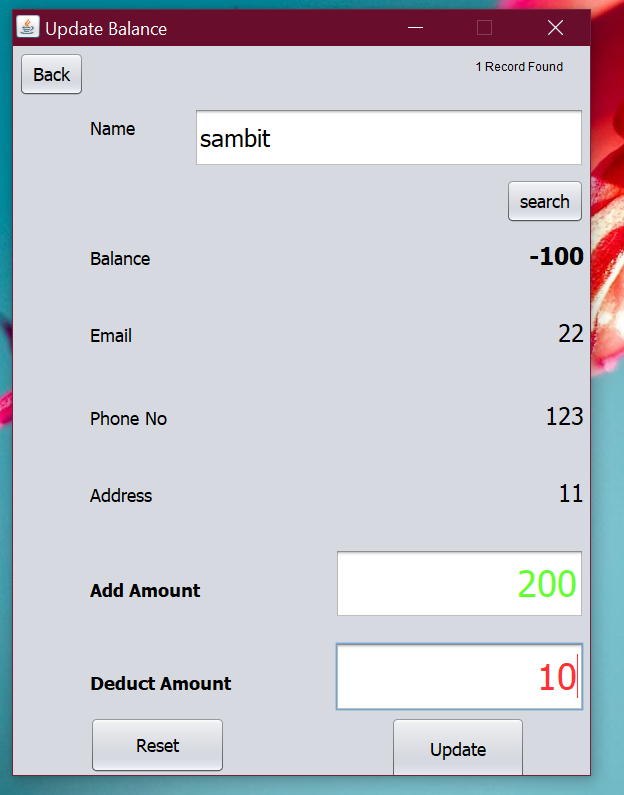 Update Balance
Back
1 Record Found
Name
sambit
search
Balance
-100
Email
22
Phone No
123
Address
11
Add Amount
200
Deduct Amount
10
Reset
Update